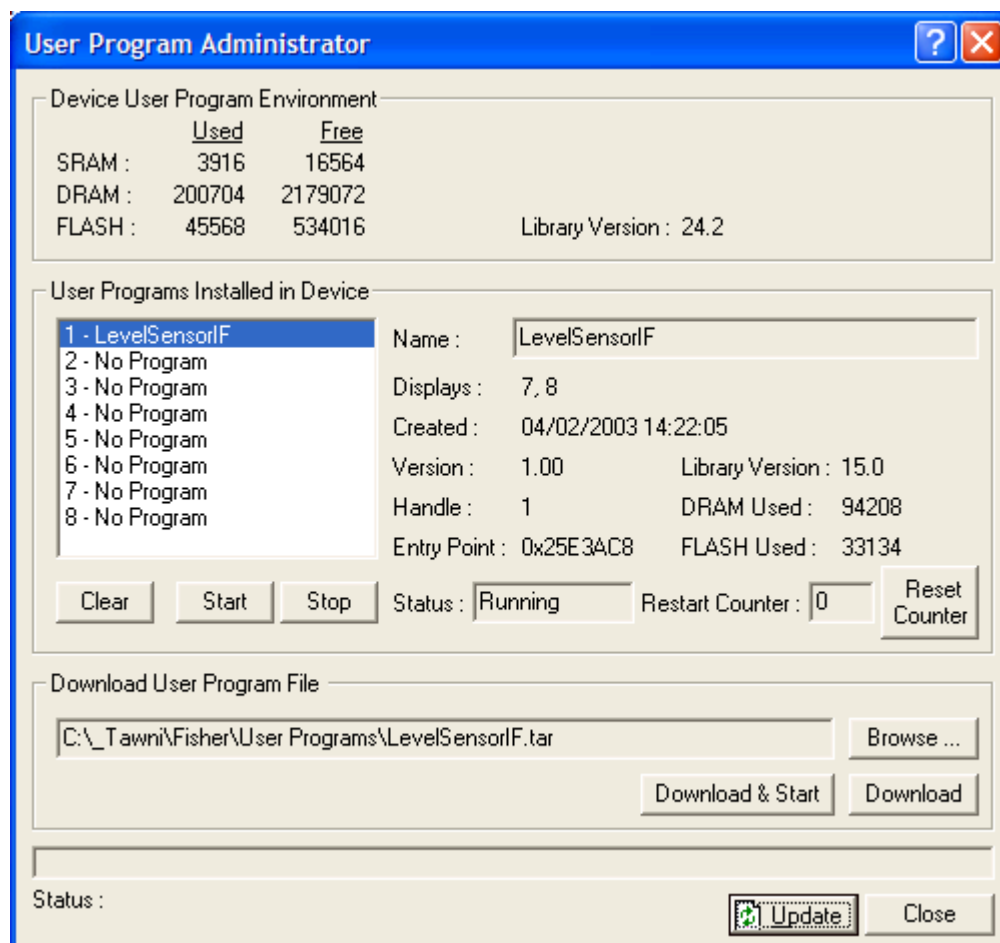 User Program Administrator
Device User Program Environment
Used Free
SRAM : 3916 16564
DRAM : 200704 2179072
FLASH : 45568 534016 Library Version : 24.2
User Programs Installed in Device
1 - LevelSensorIF
2 - No Program
3 - No Program
4 - No Program
5 - No Program
6 - No Program
7 - No Program
8 - No Program
Name : LevelSensorIF
Displays : 7, 8
Created : 04/02/2003 14:22:05
Version : 1.00 Library Version : 15.0
Handle : 1 DRAM Used : 94208
Entry Point : 0x25E3AC8 FLASH Used : 33134
Clear Start Stop Status : Running Restart Counter : 0 Reset
Counter
Download User Program File
C:\_Tawni\Fisher\User Programs\LevelSensorIF.tar Browse ...
Download & Start Download
Status :
Update Close